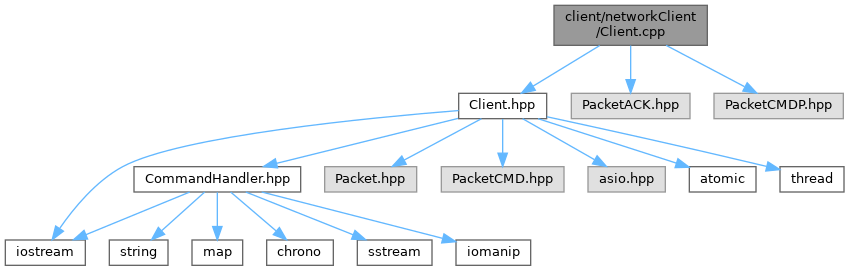 client/networkClient
/Client.cpp
Client.hpp
PacketACK.hpp
PacketCMDP.hpp
CommandHandler.hpp
Packet.hpp
PacketCMD.hpp
asio.hpp
atomic
thread
iostream
string
map
chrono
sstream
iomanip